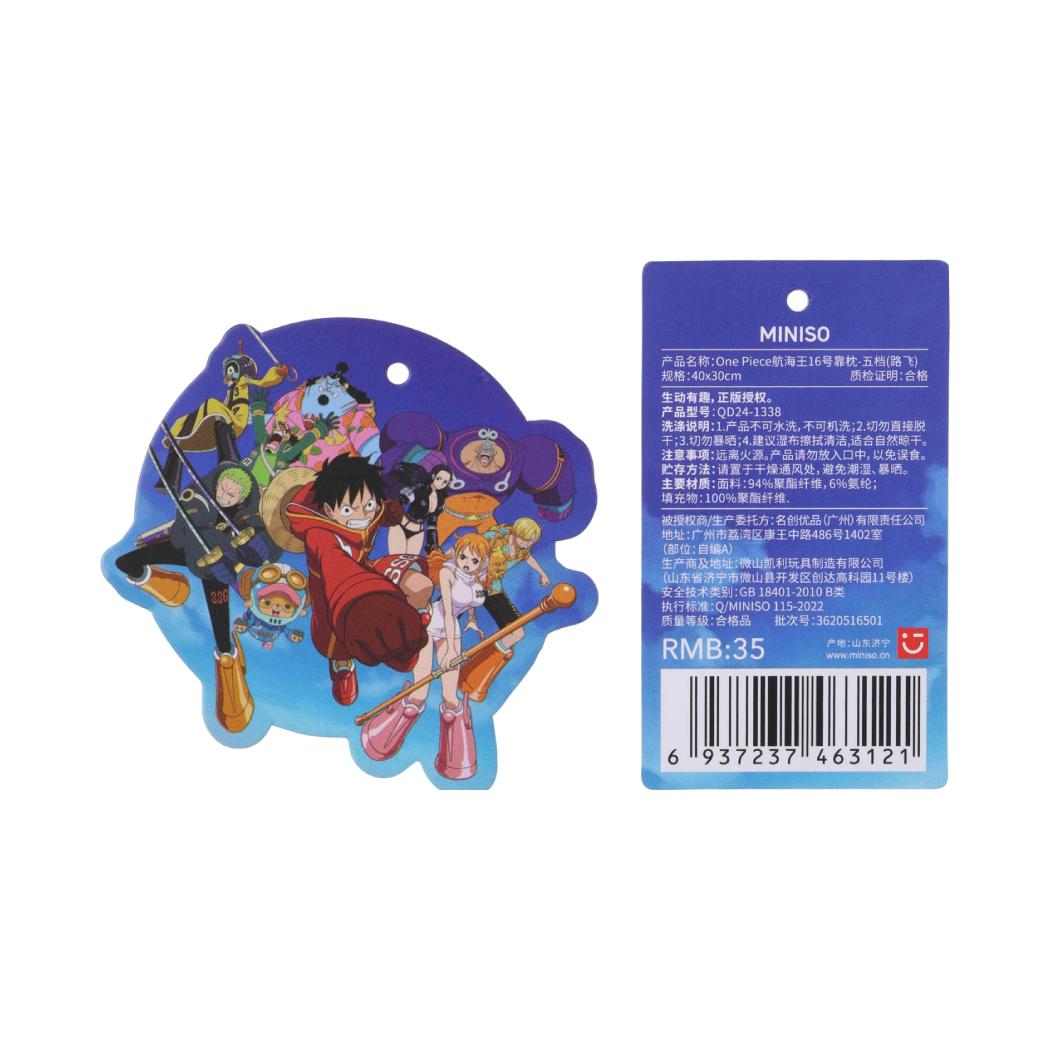 SSG
SSG
MINISO
产品名称:One Piece航海王16号靠枕-五档(路飞)
规格:40x30cm 质检证明:合格
生动有趣,正版授权。
产品型号:QD24-1338
洗涤说明:1.产品不可水洗,不可机洗;2.切勿直接脱
干;3.切勿暴晒;4.建议湿布擦拭清洁,适合自然晾干。
注意事项:远离火源。产品请勿放入口中,以免误食。
贮存方法:请置于干燥通风处,避免潮湿、暴晒。
主要材质:面料:94%聚酯纤维,6%氨纶;
填充物:100%聚酯纤维.
被授权商/生产委托方:名创优品(广州)有限责任公司
地址:广州市荔湾区康王中路486号1402室
(部位:自编A)
生产商及地址:微山凯利玩具制造有限公司
(山东省济宁市微山县开发区创达高科园11号楼)
安全技术类别:GB 18401-2010 B类
执行标准:Q/MINISO 115-2022
质量等级:合格品 批次号:3620516501
RMB:35
产地:山东济宁
www.miniso.cn
6 937237 463121